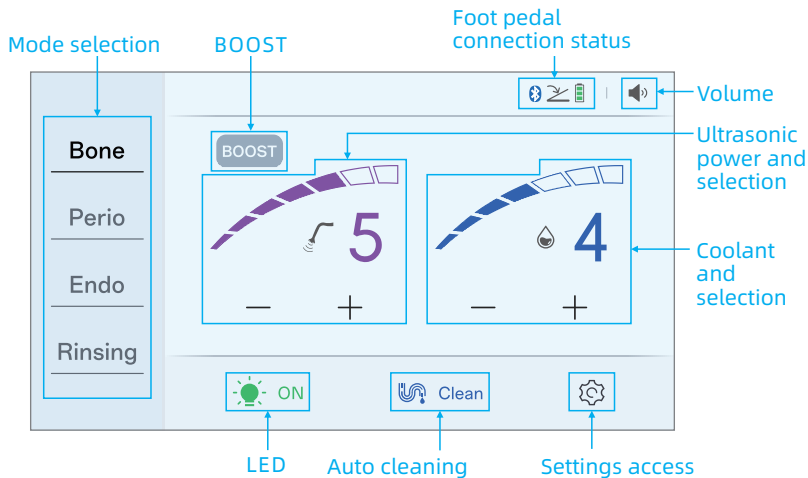 Foot pedal
connection status
Mode selection
BOOST
Volume
Bone
BOOST
Ultrasonic
power and
selection
Perio
5
4
Coolant
and
selection
Endo
− +
− +
Rinsing
ON
Clean
LED
Auto cleaning
Settings access